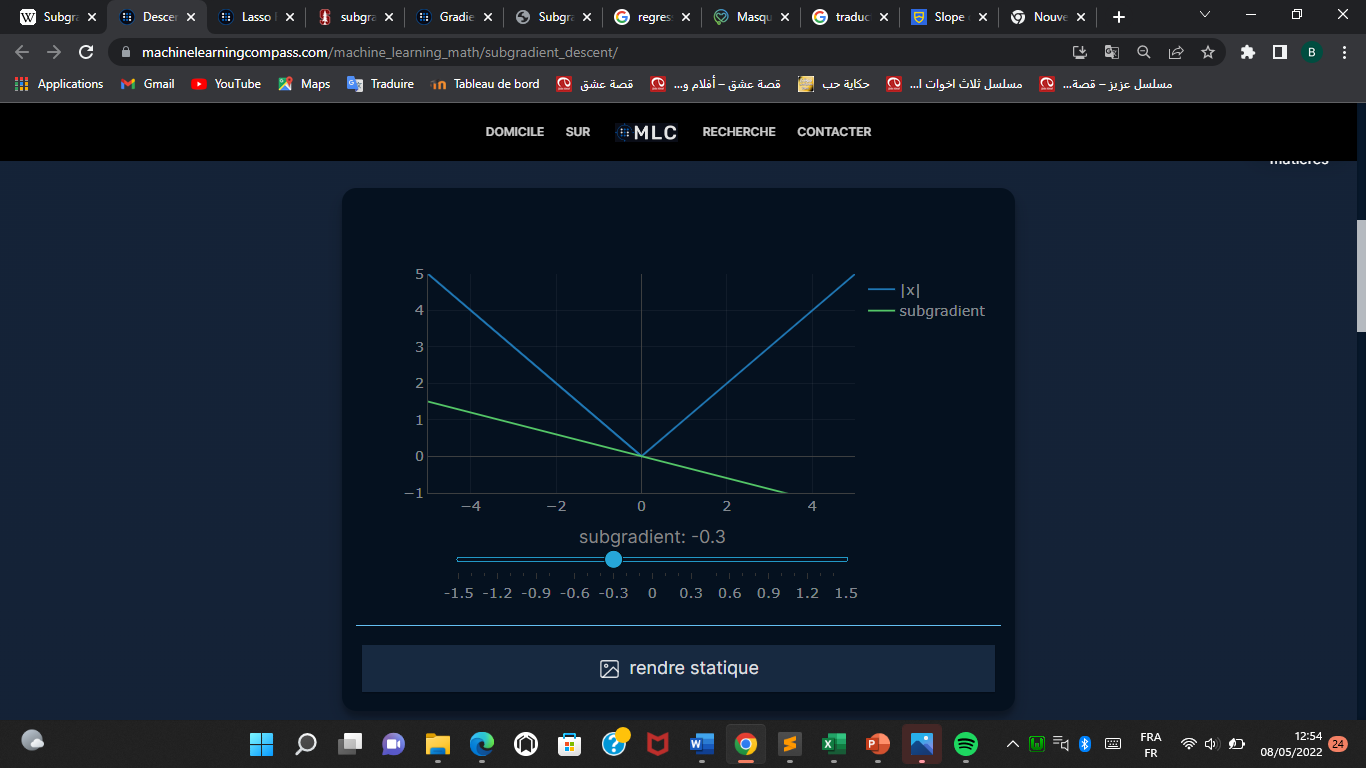 Subgra
Descer
Lasso
subgra
Gradie
Subgra
regres
Masqu
traduc
Slope
Nouve
machinelearningcompass.com/machine_learning_math/subgradient_descent/
B
Applications
Gmail
YouTube
Maps
Traduire
Tableau de bord
قصة عشق
قصة عشق – أفلام و...
حكاية حب
مسلسل ثلاث اخوات ا...
مسلسل عزيز – قصة...
DOMICILE
SUR
MLC
RECHERCHE
CONTACTER
matières
5
4
3
2
1
0
−1
−4
−2
0
2
4
|x|
subgradient
subgradient: -0.3
-1.5 -1.2 -0.9 -0.6 -0.3 0 0.3 0.6 0.9 1.2 1.5
rendre statique
FRA
FR
12:54
08/05/2022
24